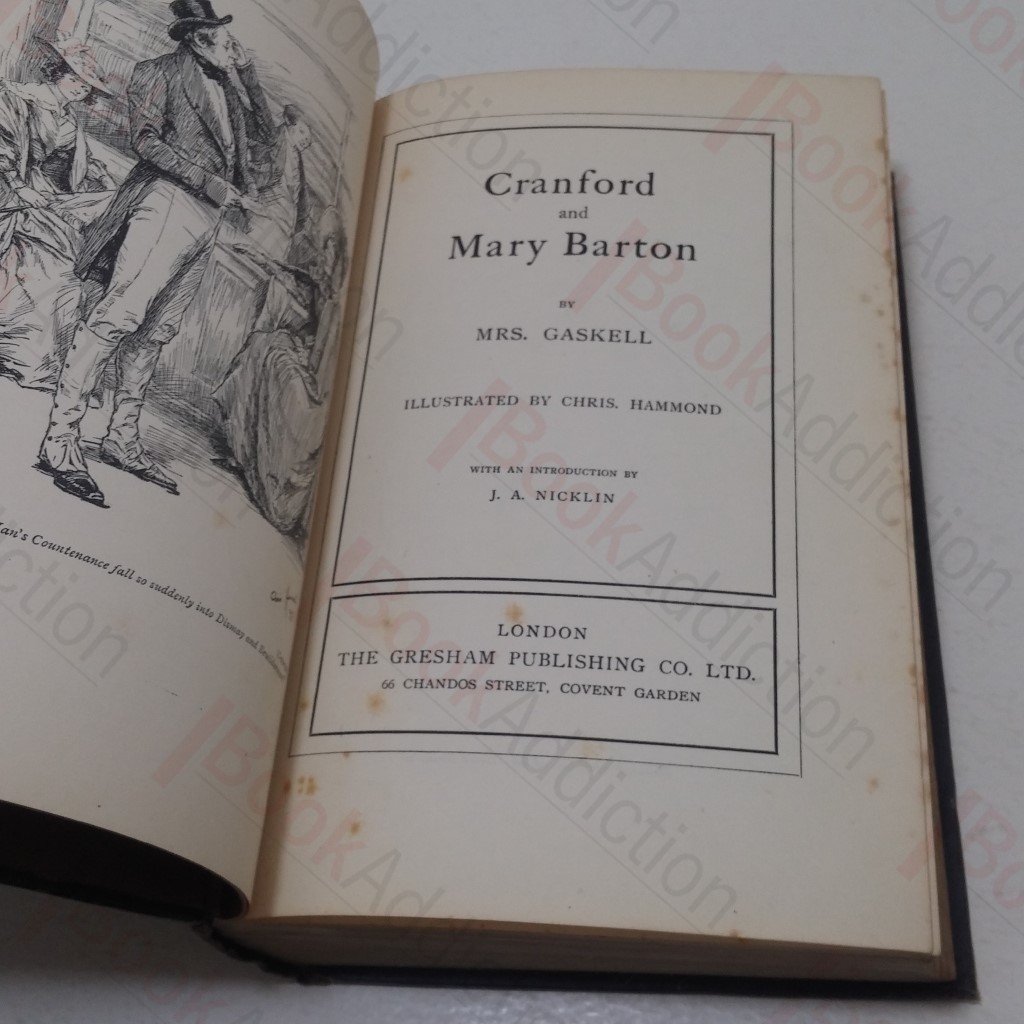 an's Countenance fall so suddenly into Dismay and
Cranford
and
Mary Barton
BY
MRS. GASKELL
ILLUSTRATED BY CHRIS. HAMMOND
WITH AN INTRODUCTION BY
J. A. NICKLIN
LONDON
THE GRESHAM PUBLISHING CO. LTD.
66 CHANDOS STREET, COVENT GARDEN
BookAddiction